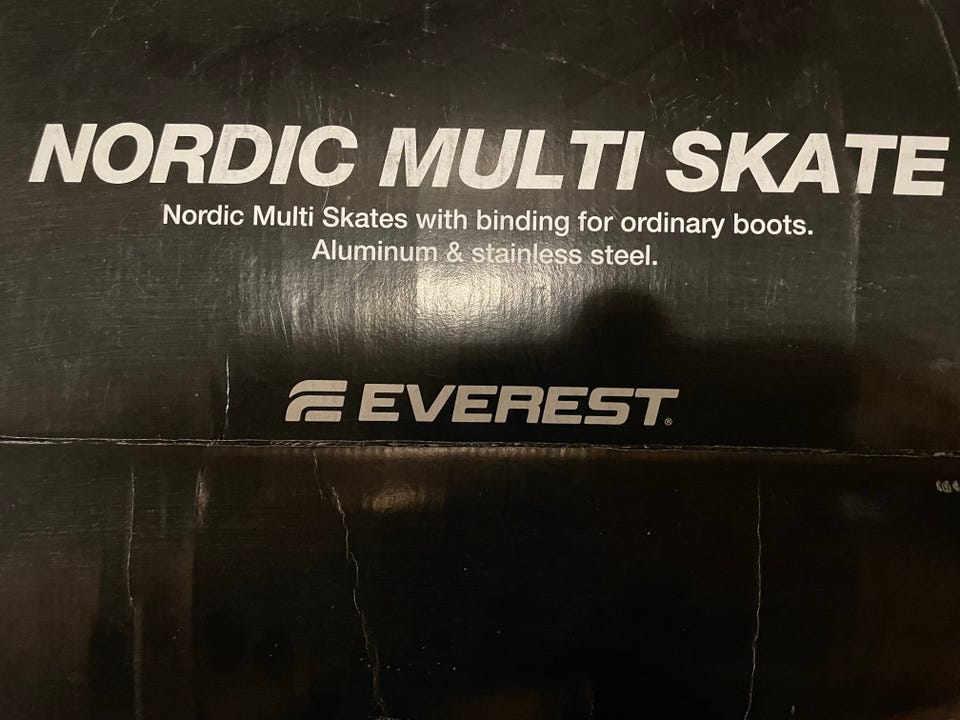 NORDIC MULTI SKATE
Nordic Multi Skates with binding for ordinary boots.
Aluminum & stainless steel.
EVEREST®